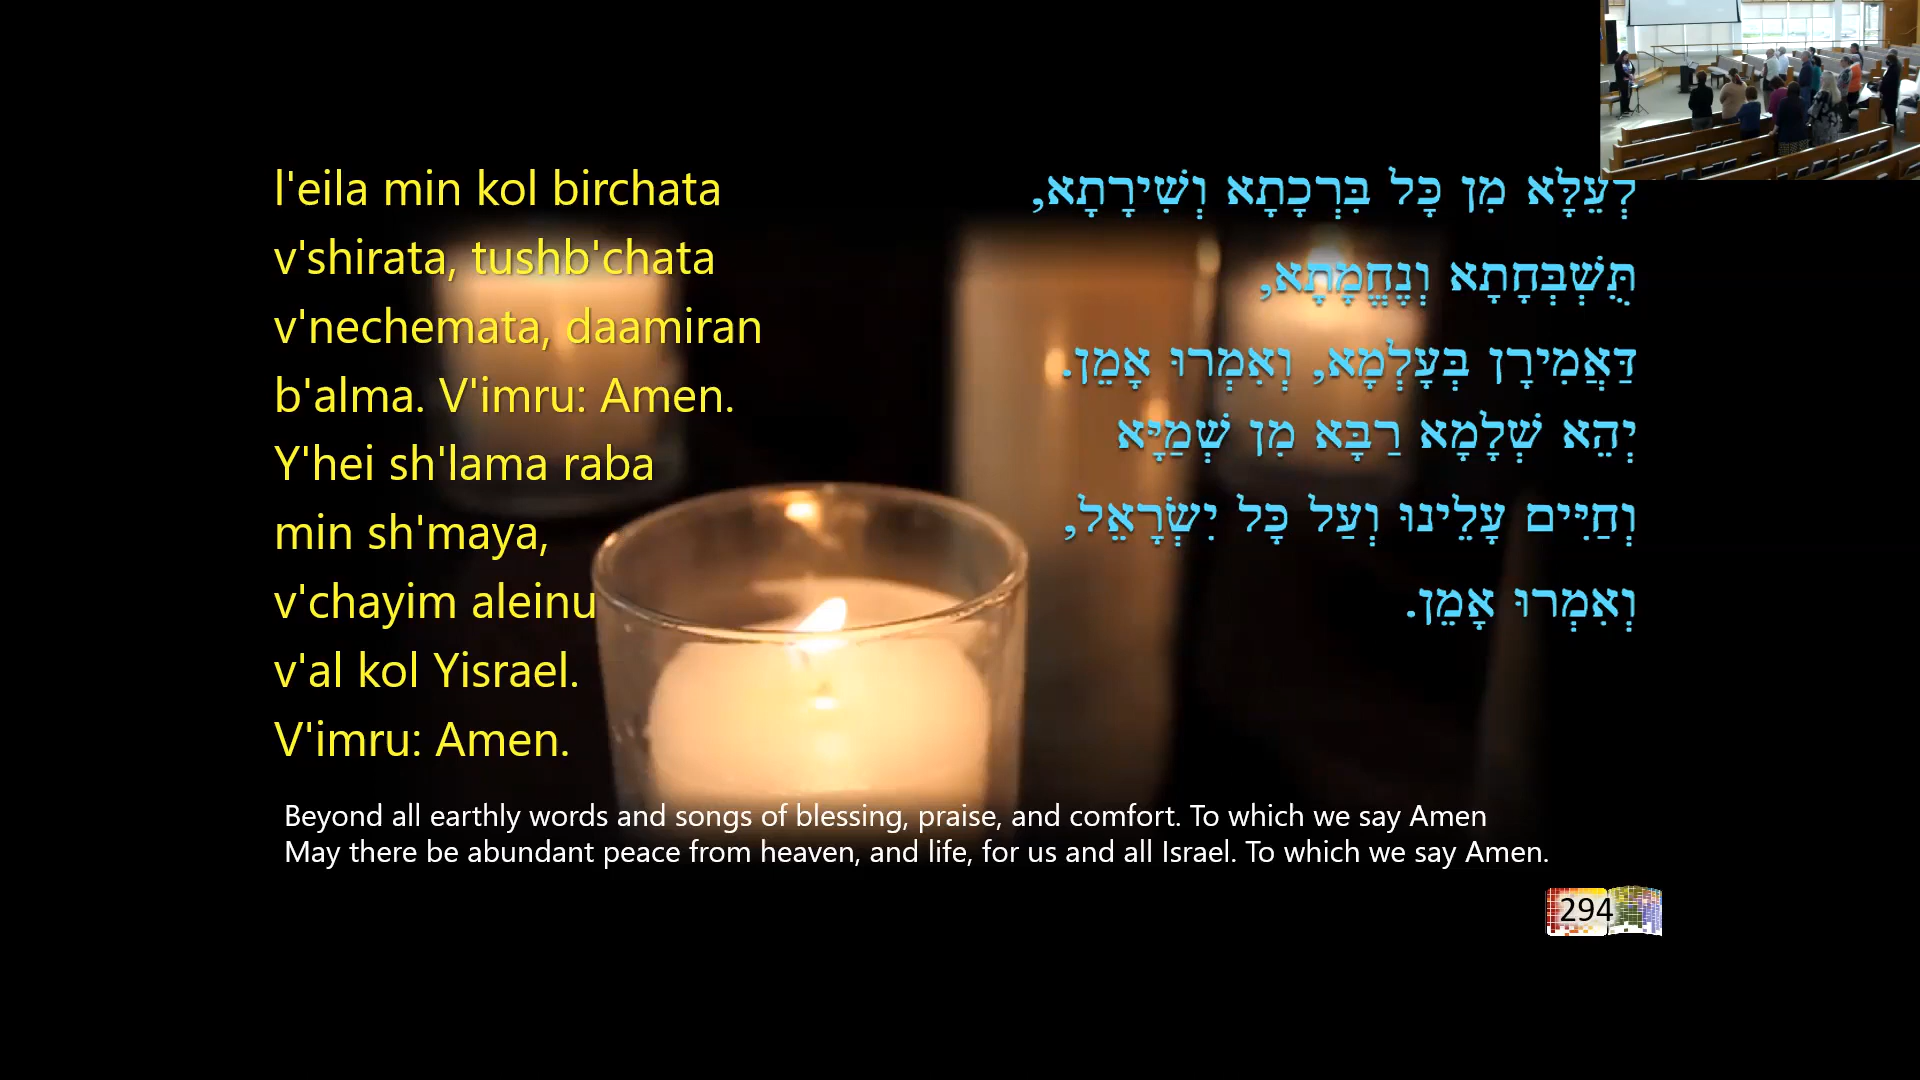 l'eila min kol birchata
v'shirata, tushb'chata
v'nechemata, daamiran
b'alma. V'imru: Amen.
Y'hei sh'lama raba
min sh'maya,
v'chayim aleinu
v'al kol Yisrael.
V'imru: Amen.
לְעֵלָּא מִן כָּל בִּרְכָתָא וְשִׁירָתָא,
תֻּשְׁבְּחָתָא וְנֶחֱמָתָא,
דַּאֲמִירָן בְּעָלְמָא, וְאִמְרוּ אָמֵן.
יְהֵא שְׁלָמָא רַבָּא מִן שְׁמַיָּא
וְחַיִּים עָלֵינוּ וְעַל כָּל יִשְׂרָאֵל,
וְאִמְרוּ אָמֵן.
Beyond all earthly words and songs of blessing, praise, and comfort. To which we say Amen
May there be abundant peace from heaven, and life, for us and all Israel. To which we say Amen.
294